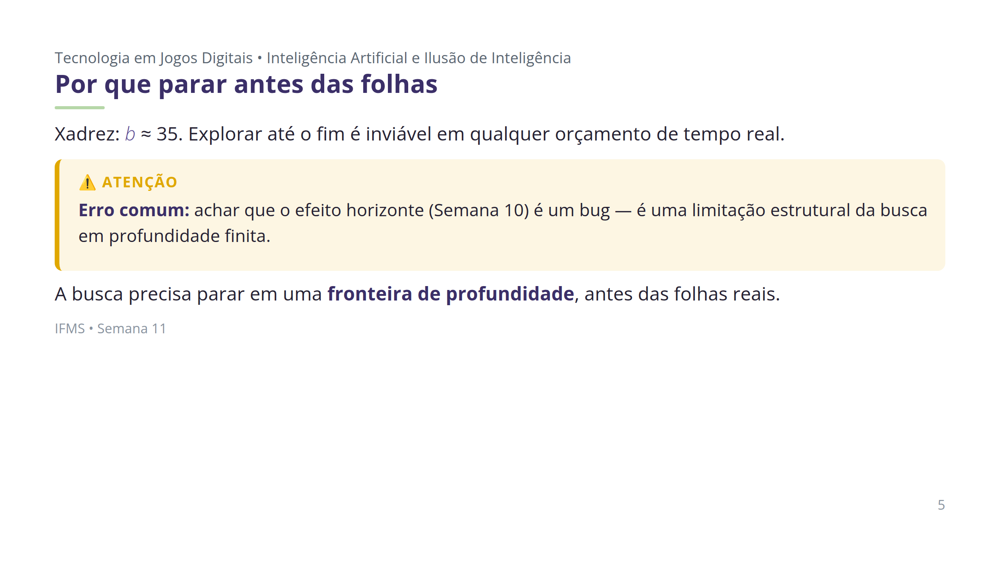 Tecnologia em Jogos Digitais • Inteligência Artificial e Ilusão de Inteligência
Por que parar antes das folhas
Xadrez: b ≈ 35. Explorar até o fim é inviável em qualquer orçamento de tempo real.
⚠️ ATENÇÃO
Erro comum: achar que o efeito horizonte (Semana 10) é um bug — é uma limitação estrutural da busca
em profundidade finita.
A busca precisa parar em uma fronteira de profundidade, antes das folhas reais.
IFMS • Semana 11
5